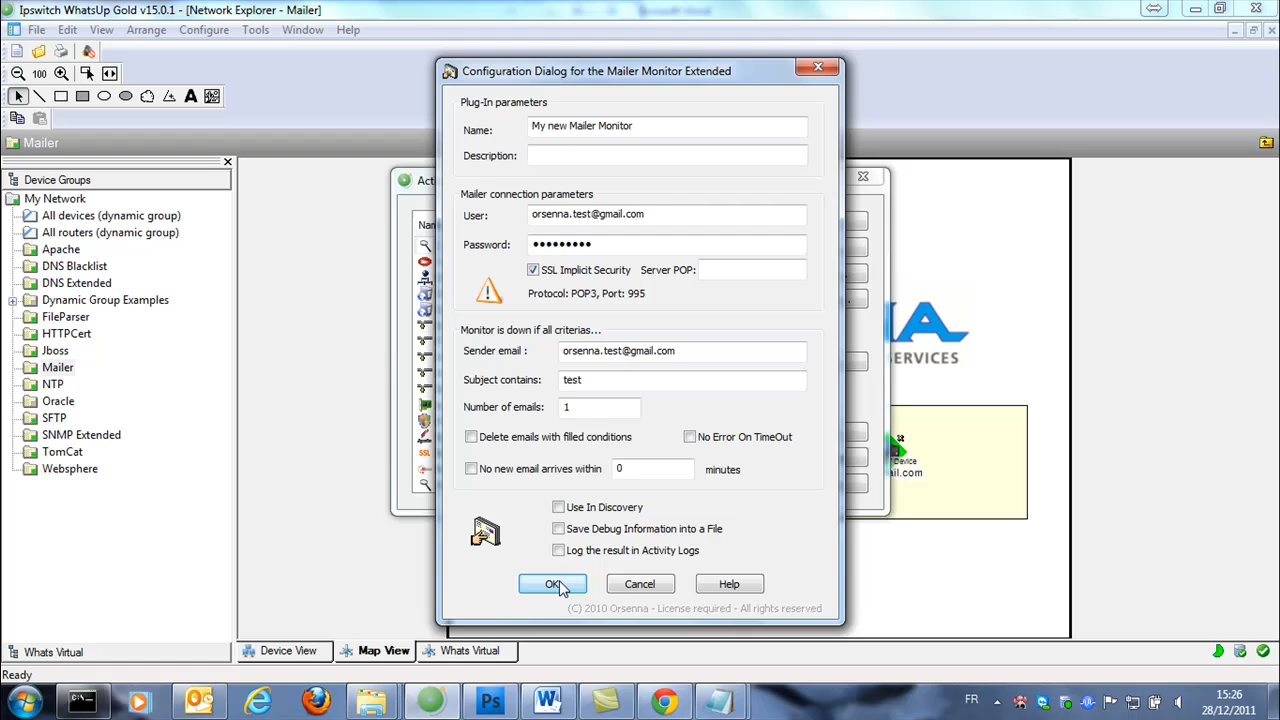 Ipswitch WhatsUp Gold v15.0.1 - [Network Explorer - Mailer]
File Edit View Arrange Configure Tools Window Help
100
A
Mailer
Device Groups
My Network
All devices (dynamic group)
All routers (dynamic group)
Apache
DNS Blacklist
DNS Extended
Dynamic Group Examples
FileParser
HTTPCert
Jboss
Mailer
NTP
Oracle
SFTP
SNMP Extended
TomCat
Websphere
Whats Virtual
Configuration Dialog for the Mailer Monitor Extended
Plug-In parameters
Name: My new Mailer Monitor
Description:
Mailer connection parameters
User: orsenna.test@gmail.com
Password: •••••••••
SSL Implicit Security Server POP:
Protocol: POP3, Port: 995
Monitor is down if all criterias...
Sender email : orsenna.test@gmail.com
Subject contains: test
Number of emails: 1
Delete emails with filled conditions No Error On TimeOut
No new email arrives within 0 minutes
Use In Discovery
Save Debug Information into a File
Log the result in Activity Logs
OK Cancel Help
(C) 2010 Orsenna - License required - All rights reserved
SERVICES
Device
Device View Map View Whats Virtual
Ready
FR
15:26
28/12/2011